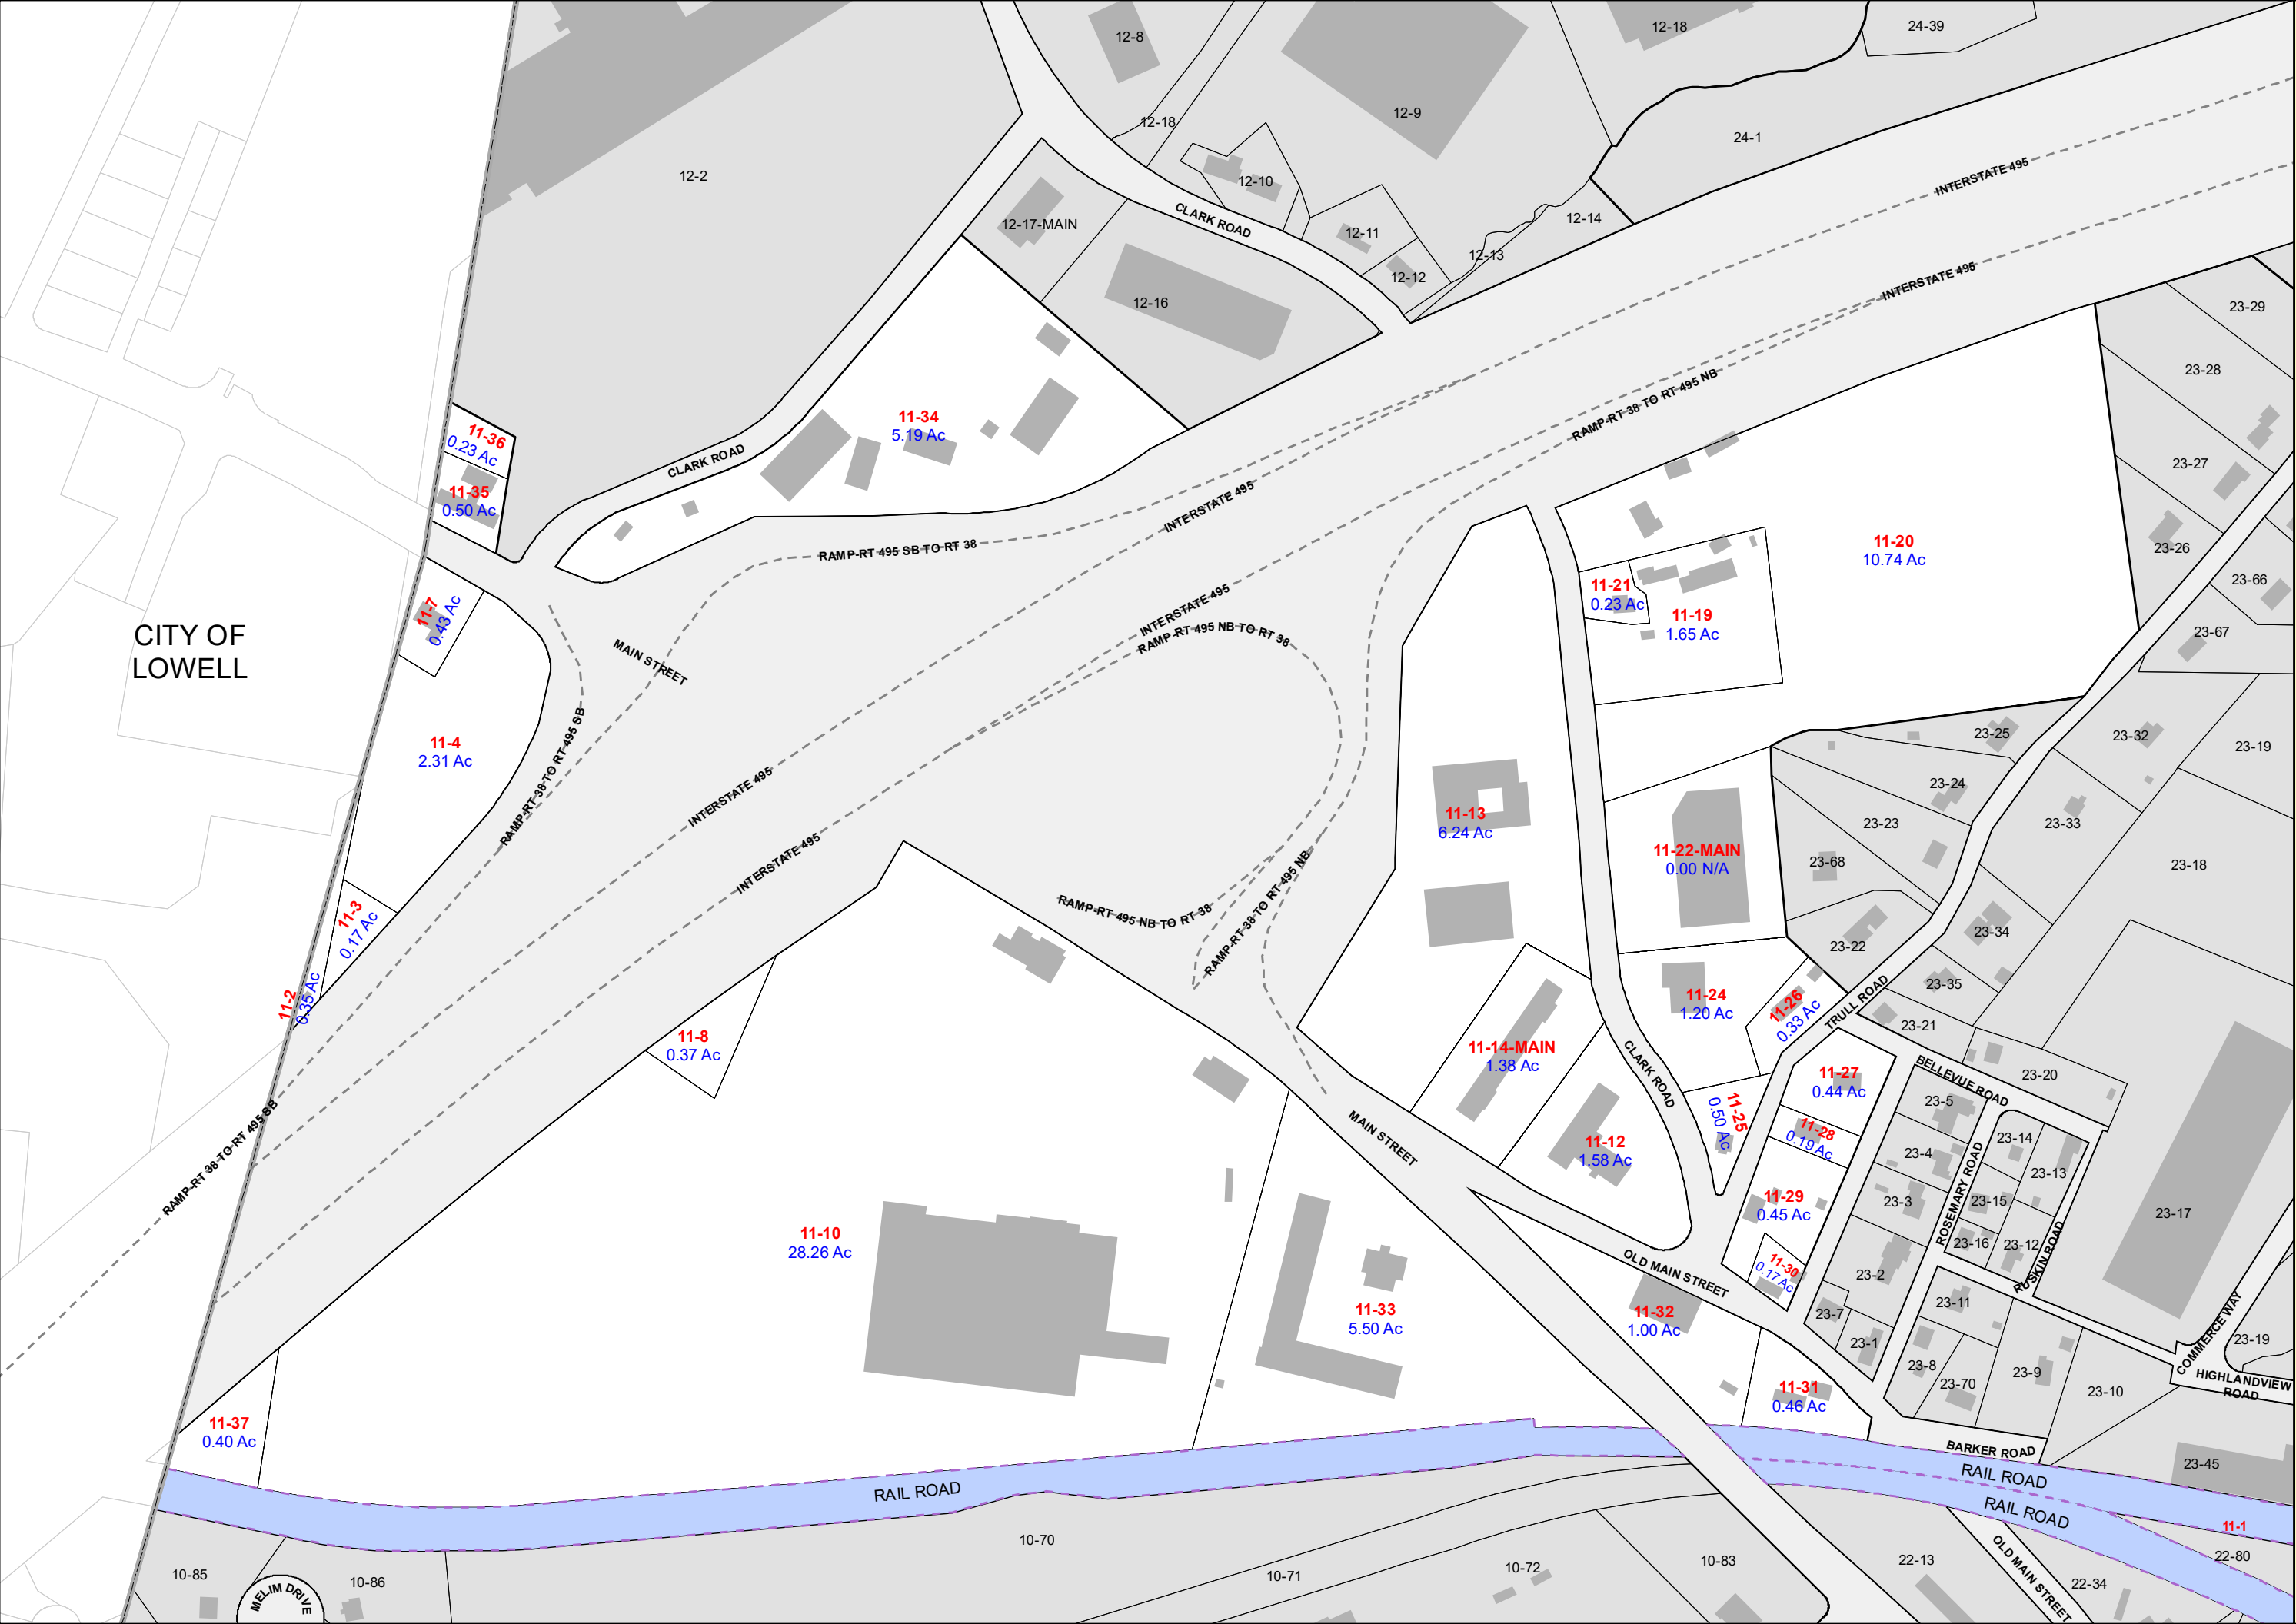 12-8
12-18
24-39
12-9
12-18
24-1
12-2
12-10
INTERSTATE 495
12-17-MAIN
CLARK ROAD
12-14
12-11
12-13
12-12
INTERSTATE 495
12-16
23-29
23-28
RAMP-RT 38 TO RT 495 NB
11-34
5.19 Ac
11-36
0.23 Ac
CLARK ROAD
23-27
11-35
0.50 Ac
INTERSTATE 495
RAMP-RT 495 SB TO RT 38
11-20
10.74 Ac
23-26
23-66
11-21
0.23 Ac
11-19
1.65 Ac
INTERSTATE 495
RAMP-RT 495 NB TO RT 38
11-7
0.43 Ac
CITY OF
LOWELL
23-67
MAIN STREET
11-4
2.31 Ac
RAMP-RT 38 TO RT 495 SB
23-25
23-32
23-19
INTERSTATE 495
23-24
11-13
6.24 Ac
23-23
23-33
INTERSTATE 495
11-22-MAIN
0.00 N/A
23-68
23-18
RAMP-RT 495 NB TO RT 38
RAMP-RT 38 TO RT 495 NB
11-3
0.17 Ac
23-22
23-34
11-2
0.35 Ac
11-24
1.20 Ac
11-26
0.33 Ac
TRULL ROAD
23-35
23-21
11-8
0.37 Ac
11-14-MAIN
1.38 Ac
CLARK ROAD
11-27
0.44 Ac
BELLEVUE ROAD
23-20
RAMP-RT 38 TO RT 495 SB
MAIN STREET
11-12
1.58 Ac
11-25
0.50 Ac
11-28
0.19 Ac
23-5
23-14
23-4
23-13
ROSEMARY ROAD
11-29
0.45 Ac
23-3
23-15
23-17
11-10
28.26 Ac
23-16
23-12
RUSKIN ROAD
OLD MAIN STREET
11-30
0.17 Ac
23-2
11-33
5.50 Ac
11-32
1.00 Ac
23-7
23-11
COMMERCE WAY
23-1
23-19
23-8
23-9
HIGHLANDVIEW
ROAD
23-70
23-10
11-31
0.46 Ac
11-37
0.40 Ac
BARKER ROAD
23-45
RAIL ROAD
RAIL ROAD
RAIL ROAD
11-1
10-70
22-80
10-85
10-86
MELIM DRIVE
10-71
10-72
10-83
22-13
OLD MAIN STREET
22-34